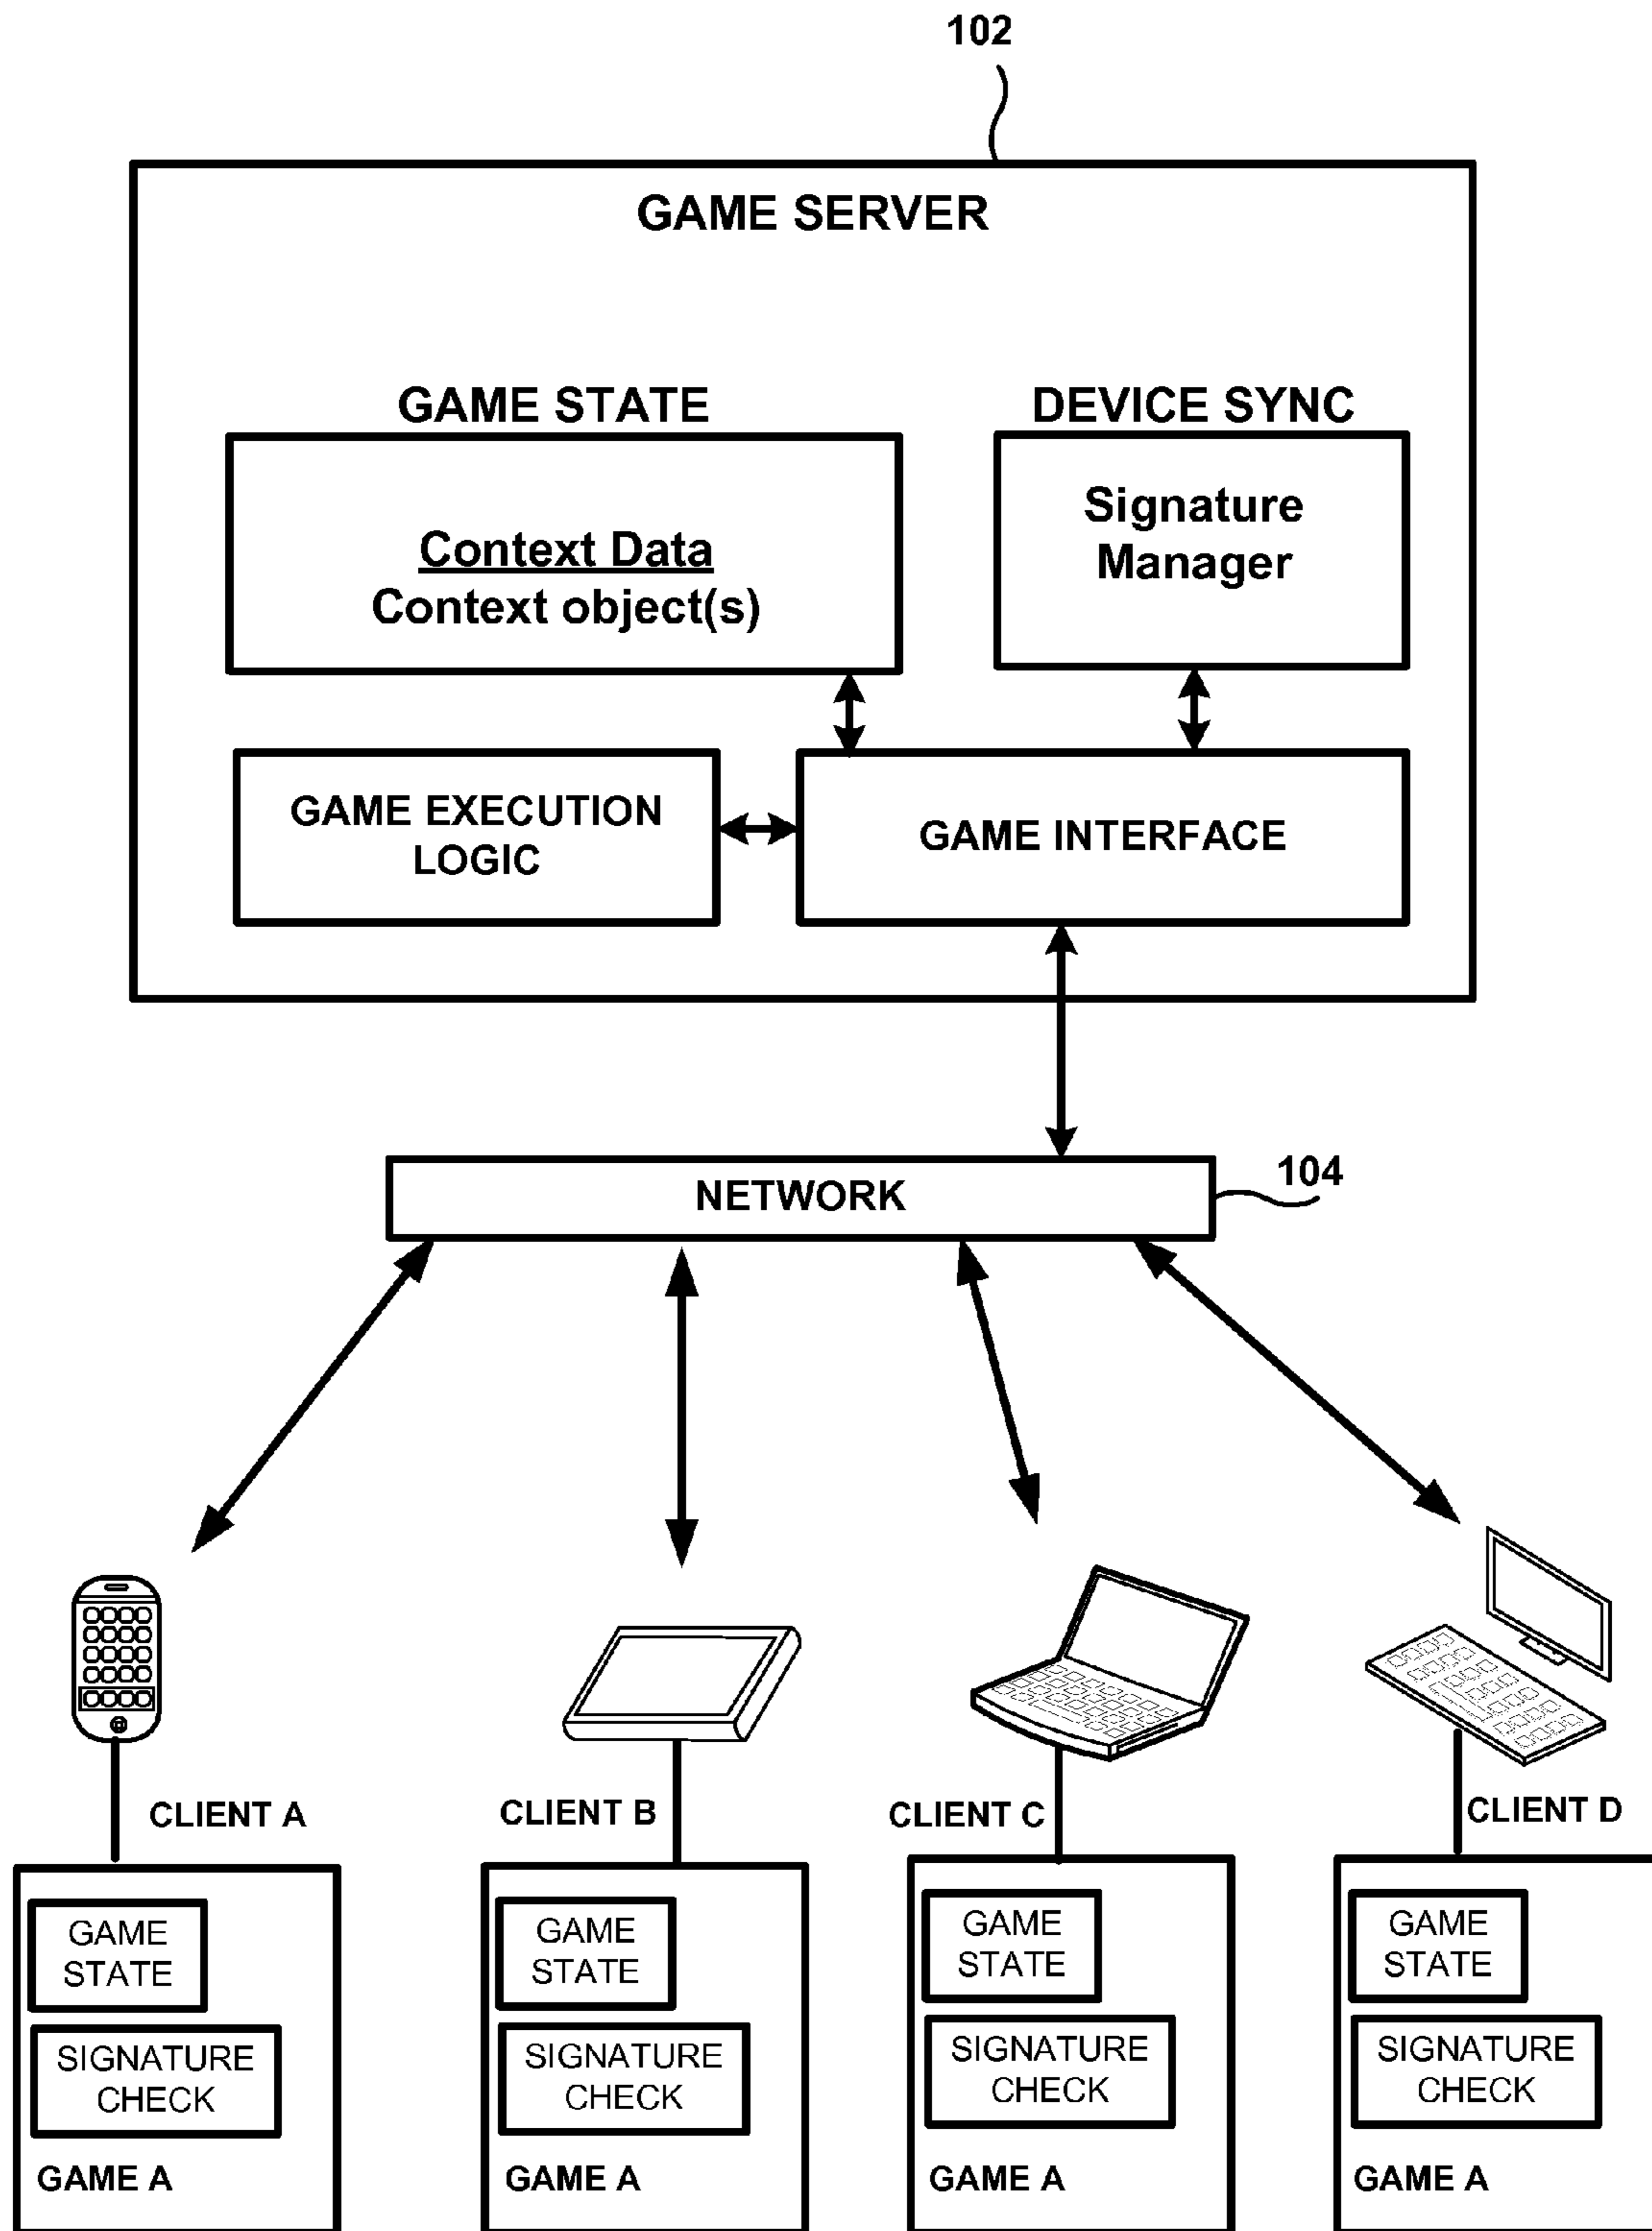 102
GAME SERVER
GAME STATE
DEVICE SYNC
Context Data
Context object(s)
Signature
Manager
GAME EXECUTION
LOGIC
GAME INTERFACE
NETWORK
104
CLIENT A
CLIENT B
CLIENT C
CLIENT D
GAME
STATE
SIGNATURE
CHECK
GAME A
GAME
STATE
SIGNATURE
CHECK
GAME A
GAME
STATE
SIGNATURE
CHECK
GAME A
GAME
STATE
SIGNATURE
CHECK
GAME A